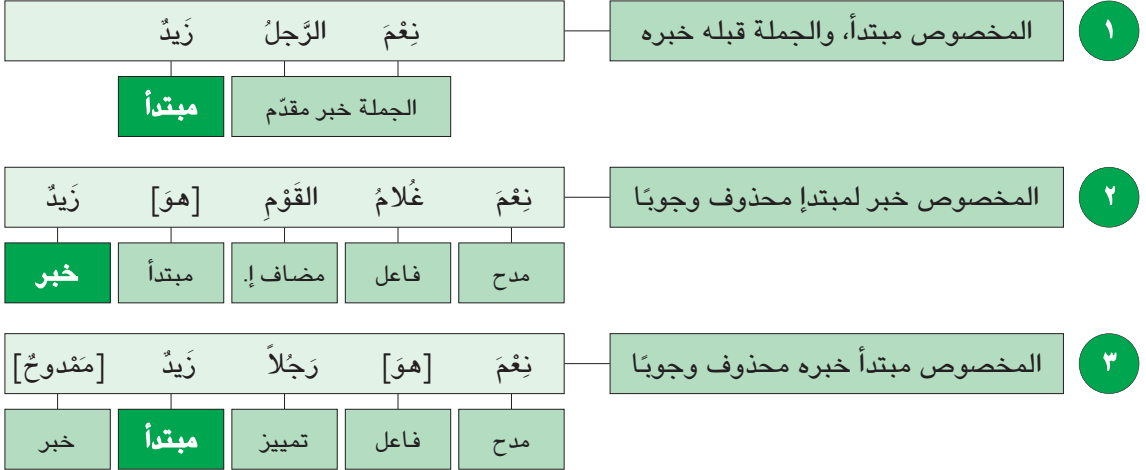 ١ المخصوص مبتدأ، والجملة قبله خبره نِعْمَ الرَّجلُ زَيدٌ
الجملة خبر مقدّم مبتدأ
٢ المخصوص خبر لمبتدإ محذوف وجوبًا نِعْمَ غُلامُ القَوْمِ [هوَ] زَيدٌ
مدح فاعل مضاف إ. مبتدأ خبر
٣ المخصوص مبتدأ خبره محذوف وجوبًا نِعْمَ [هوَ] رَجُلاً زَيدٌ [مَمْدوحٌ]
مدح فاعل تمييز مبتدأ خبر